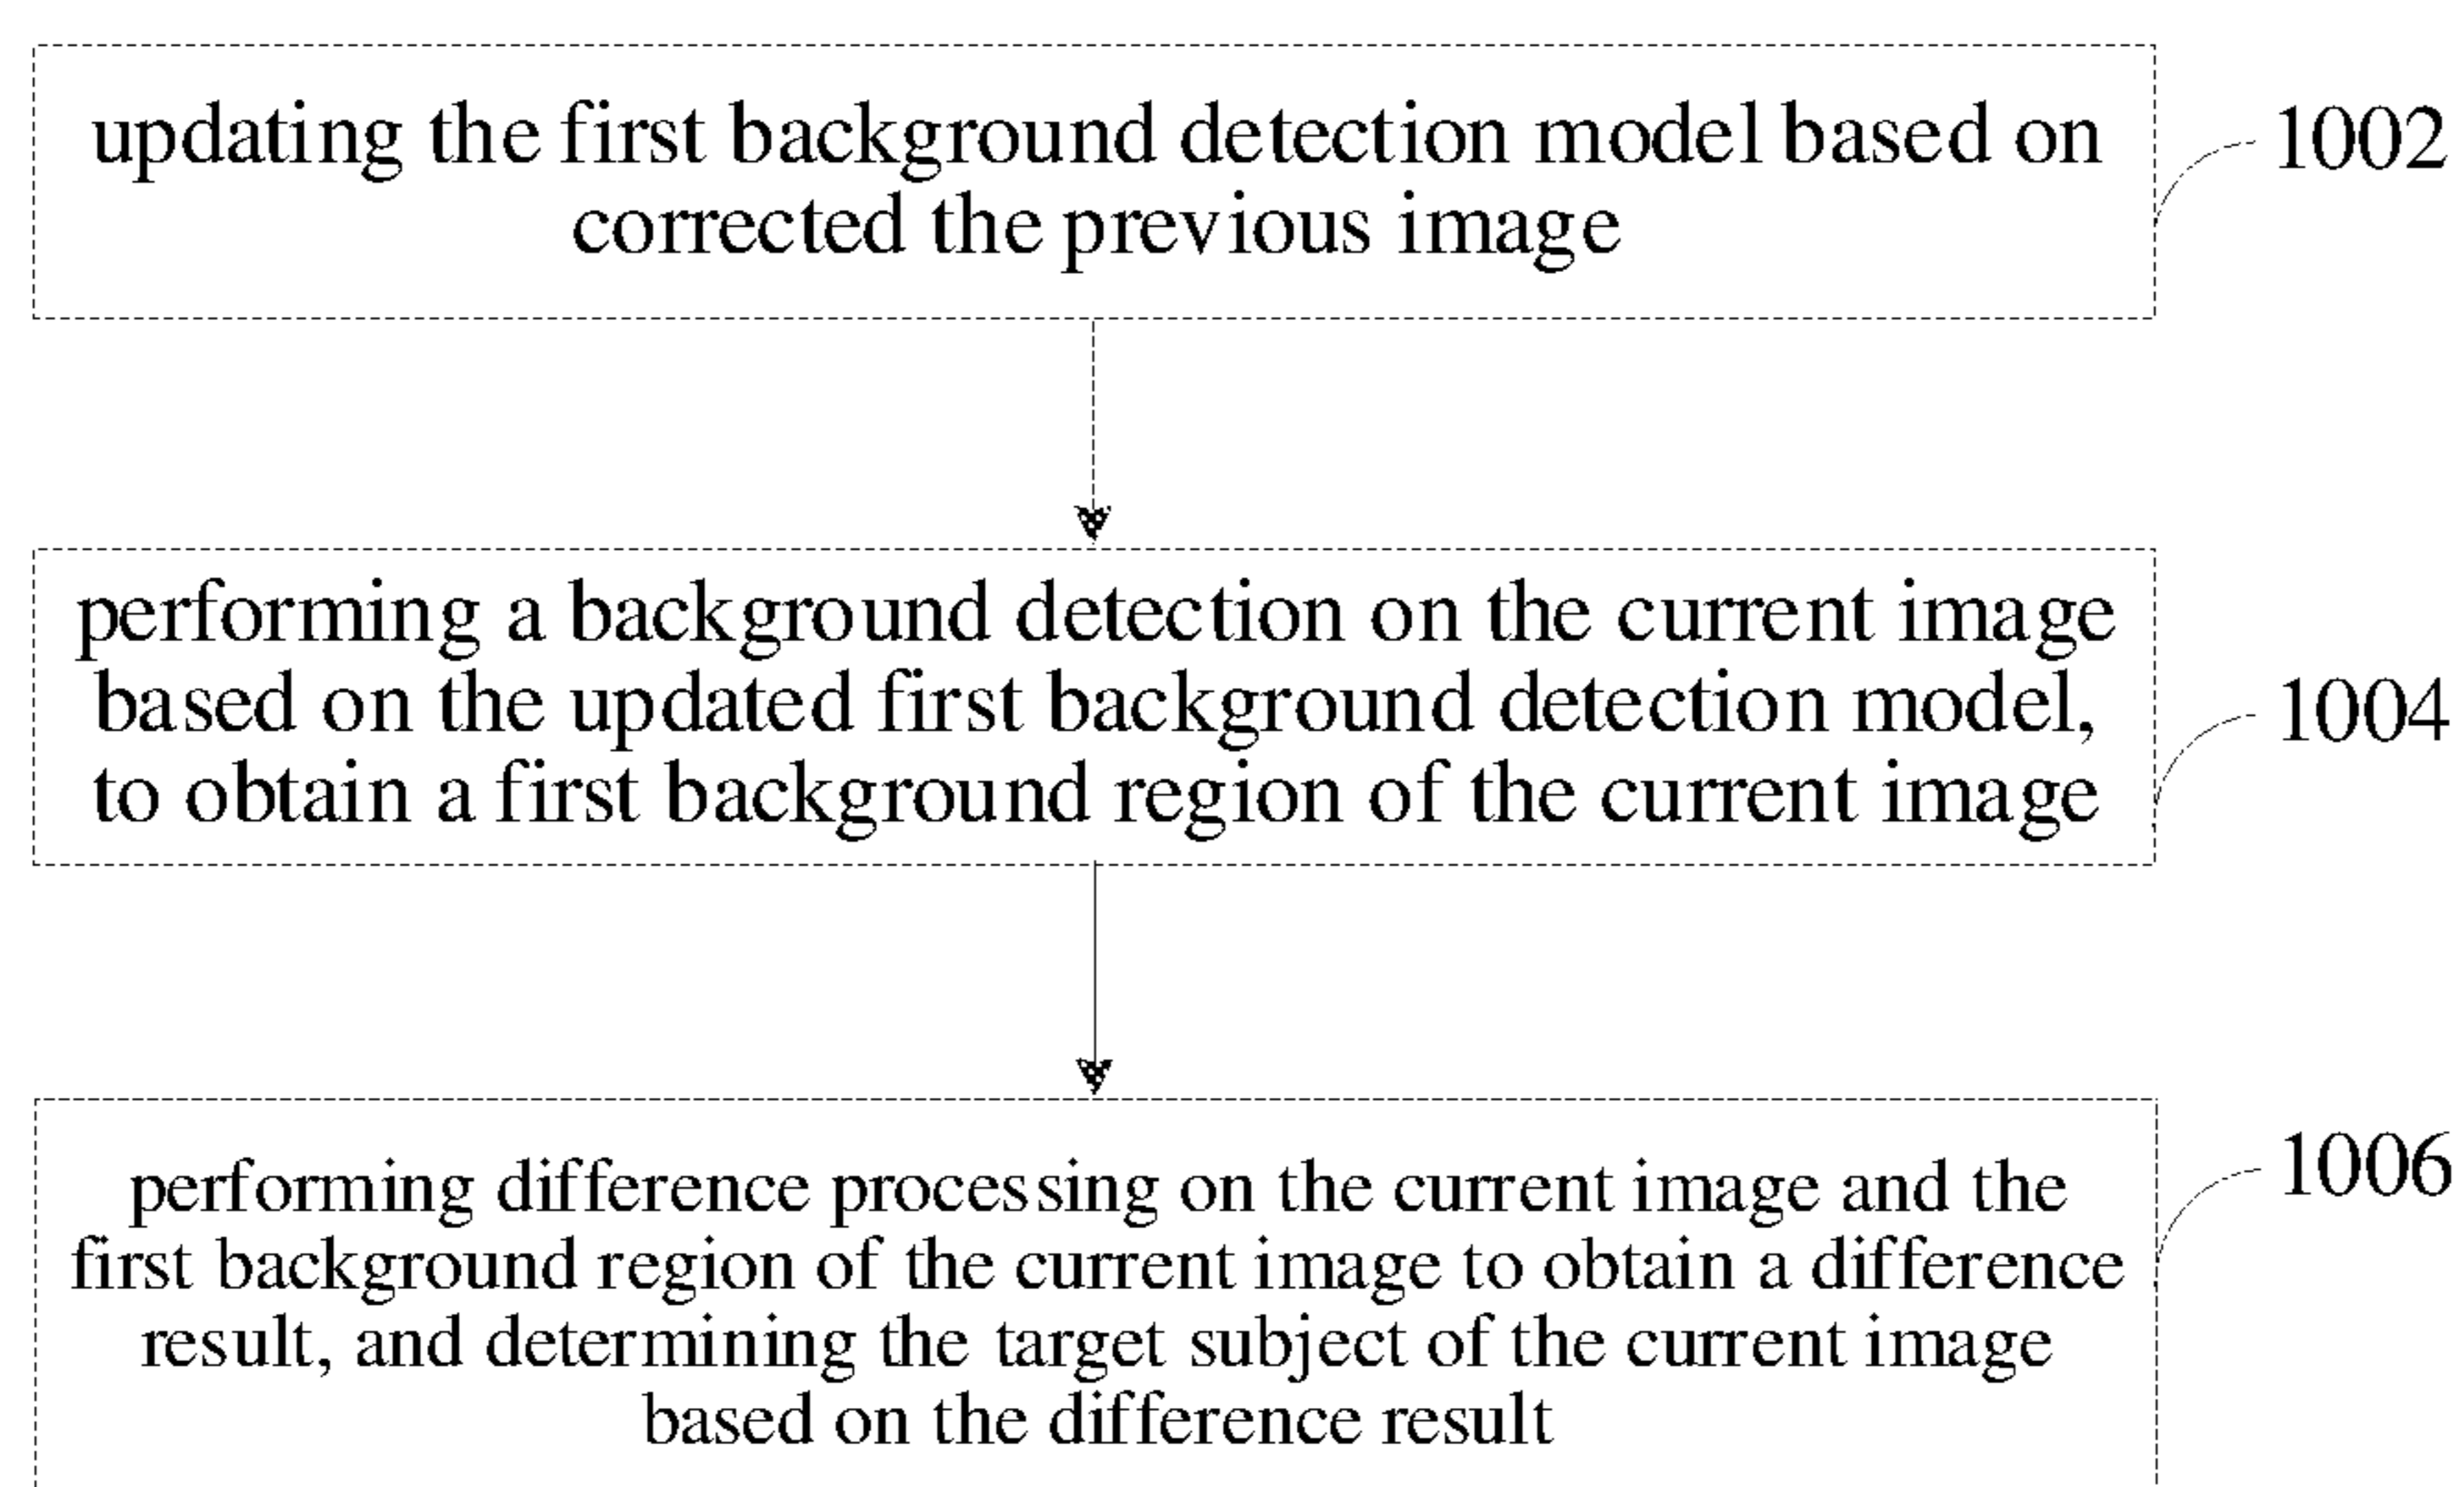 updating the first background detection model based on
corrected the previous image
1002
performing a background detection on the current image
based on the updated first background detection model,
to obtain a first background region of the current image
1004
performing difference processing on the current image and the
first background region of the current image to obtain a difference
result, and determining the target subject of the current image
based on the difference result
1006